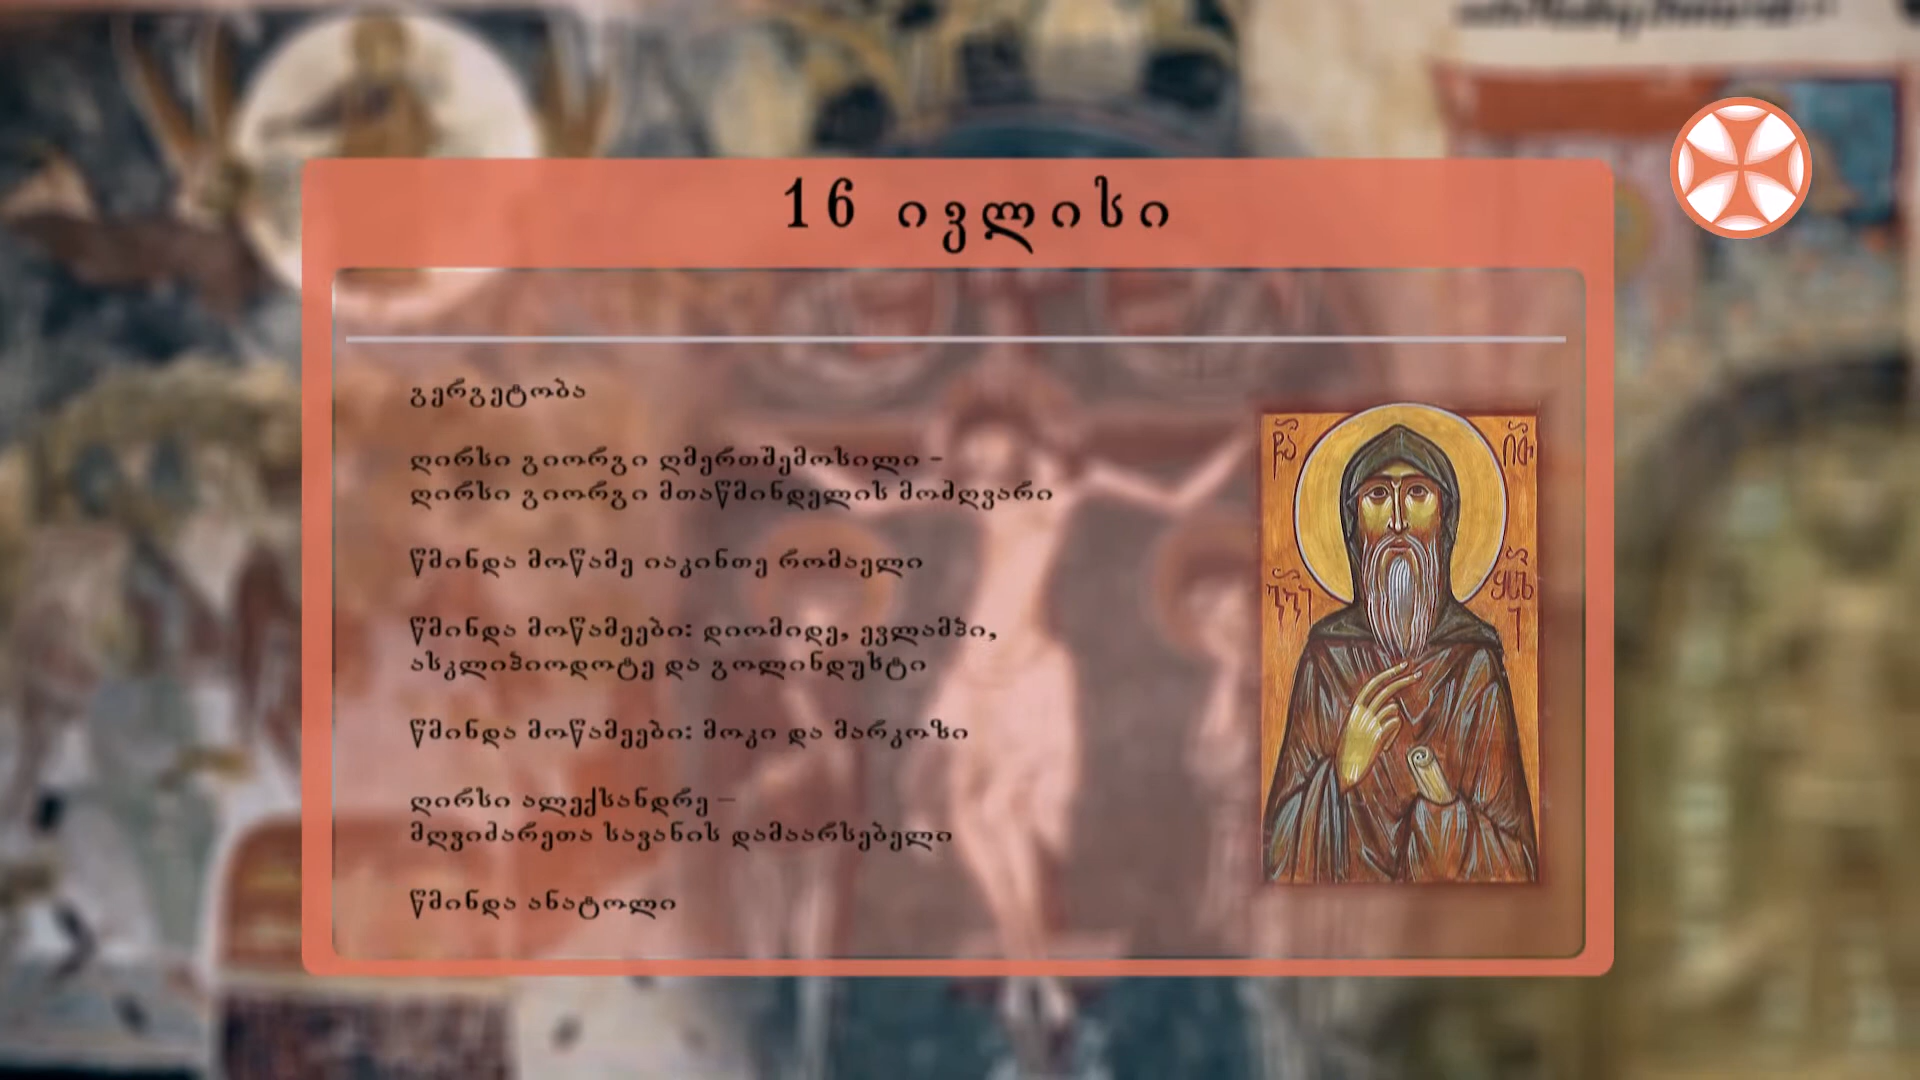 16 ივლისი
გერგეტობა
ღირსი გიორგი ღმერთშემოსილი -
ღირსი გიორგი მთაწმინდელის მოძღვარი
წმინდა მოწამე იაკინთე რომაელი
წმინდა მოწამეები: დიომიდე, ევლამპი,
ასკლიპიოდოტე და გოლინდუხტი
წმინდა მოწამეები: მოკი და მარკოზი
ღირსი ალექსანდრე –
მღვიმარეთა სავანის დამაარსებელი
წმინდა ანატოლი